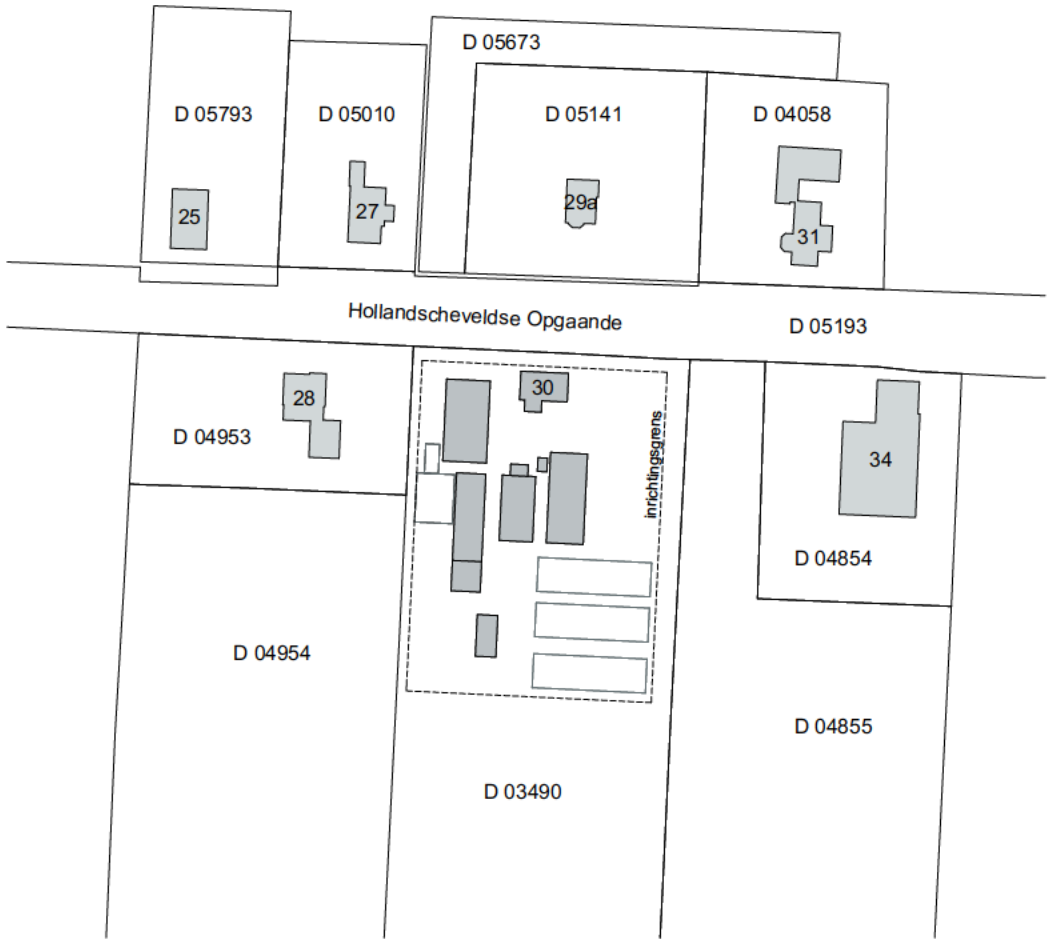 D 05673
D 05793
D 05010
D 05141
D 04058
25
27
29a
31
Hollandscheveldse Opgaande
D 05193
28
30
D 04953
inrichtingsgrens
34
D 04854
D 04954
D 04855
D 03490